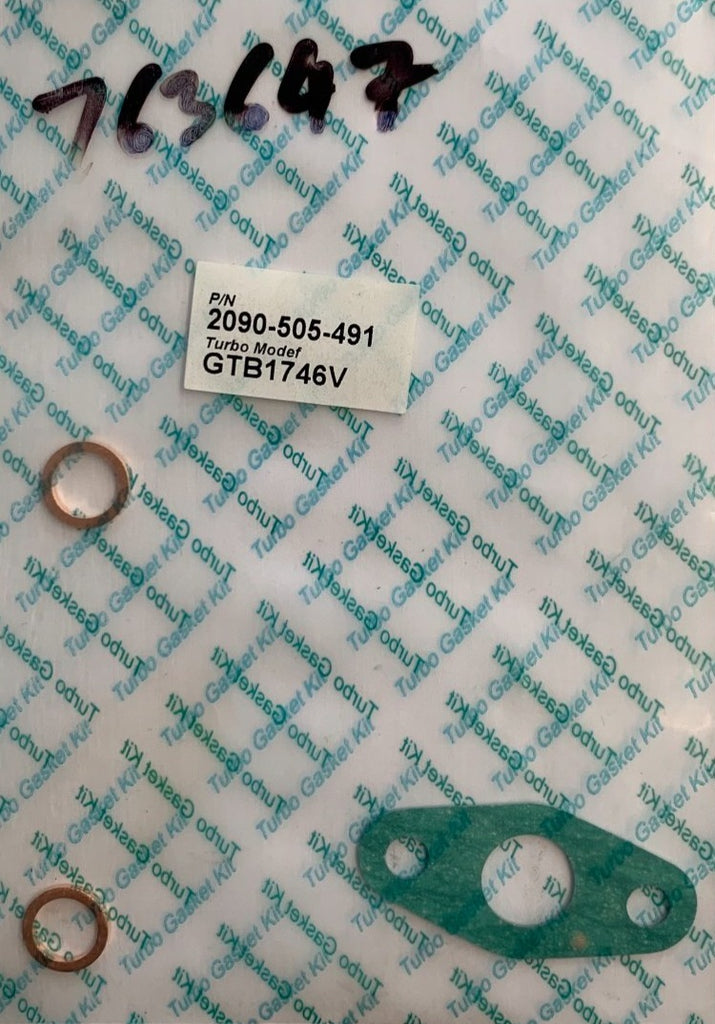 763647
P/N
2090-505-491
Turbo Model
GTB1746V
Turbo Gasket Kit